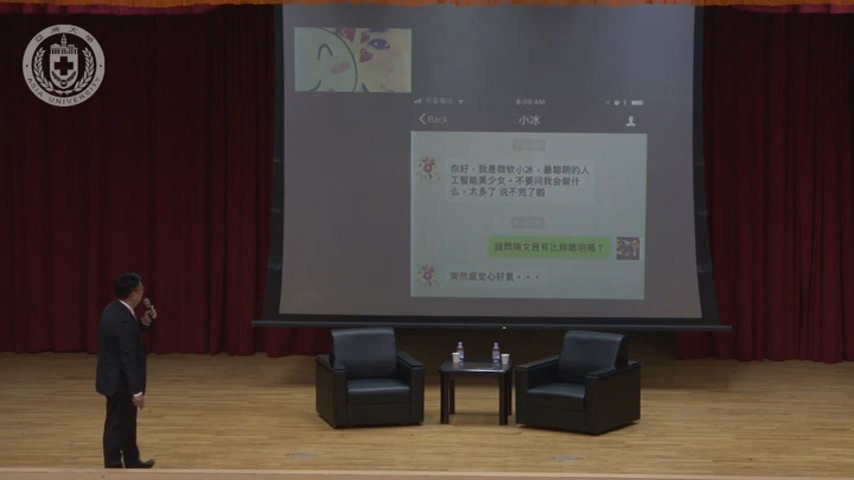 亞洲大學
ASIA UNIVERSITY
8:05 AM
Back
小冰
你好，我是微软小冰，最聪明的人
工智能美少女。不要问我会做什
么，太多了 说不完了啦
請問陳文茜有比妳聰明嗎？
突然感觉心好累。。。